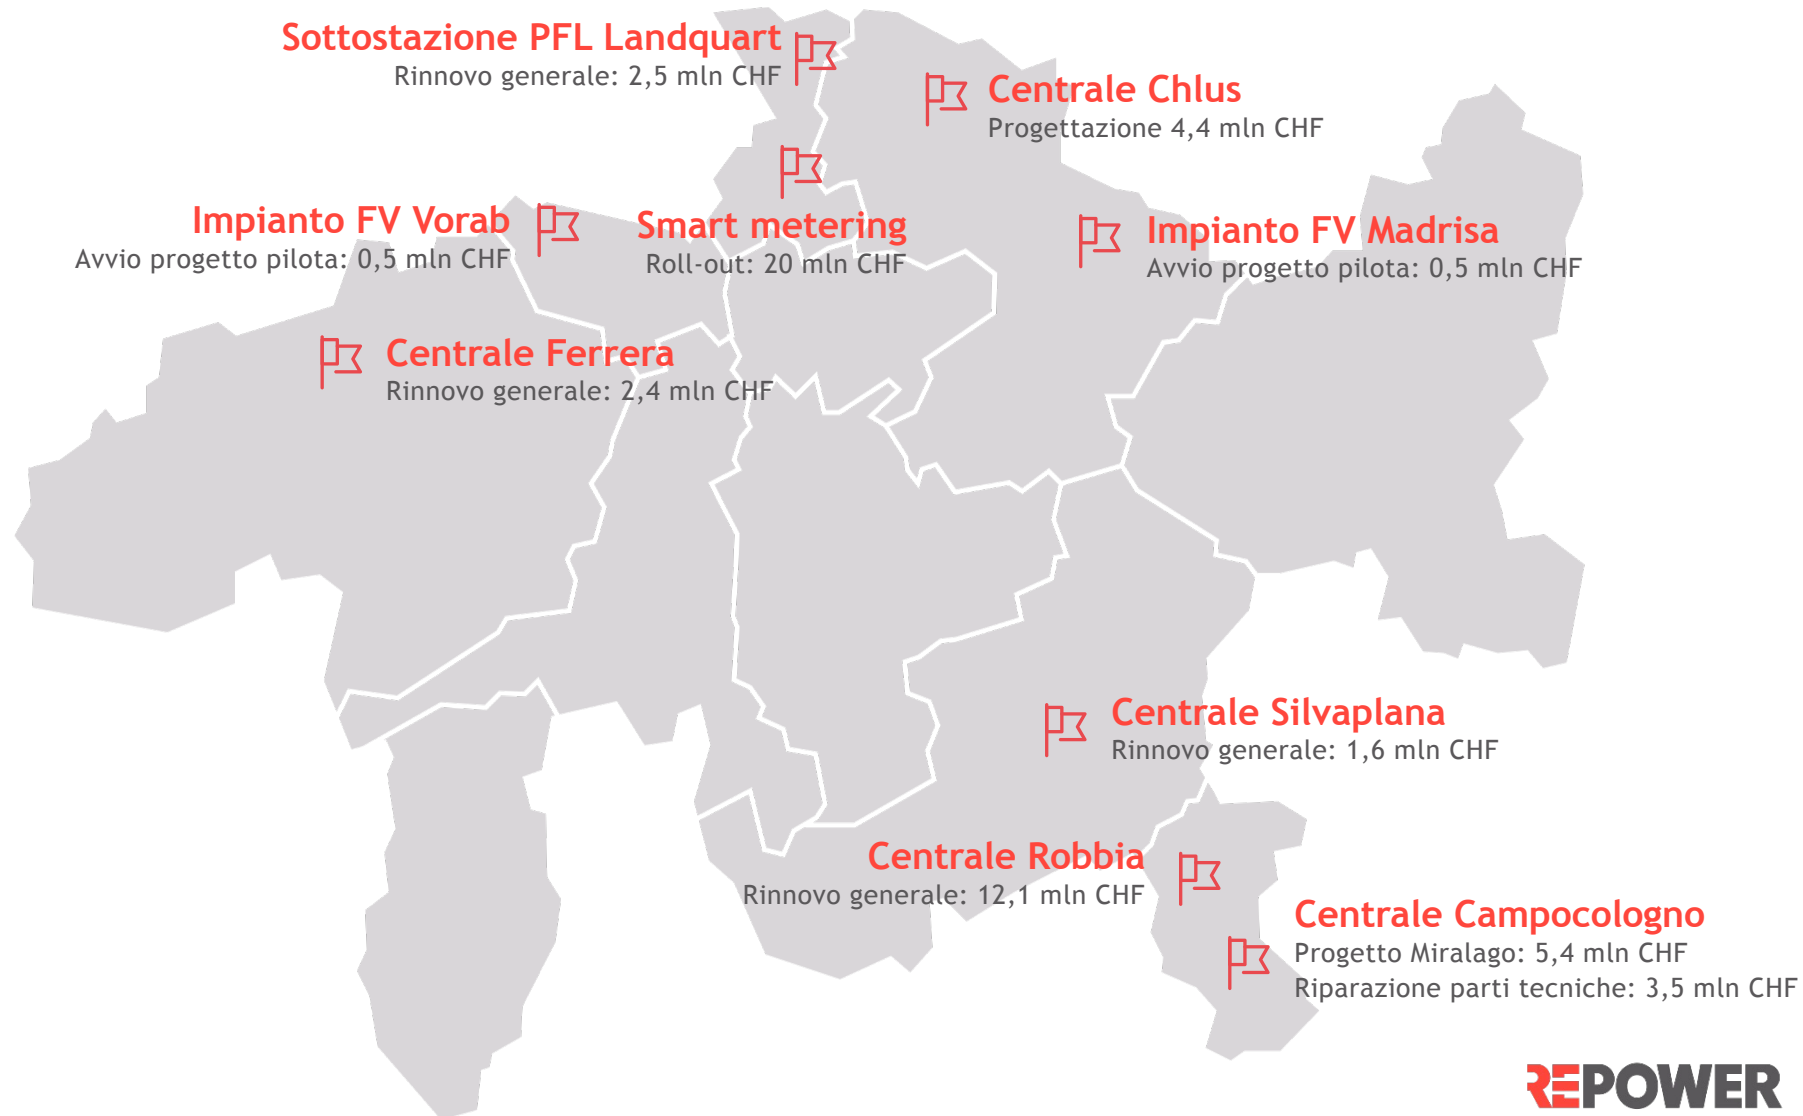 Sottostazione PFL Landquart
Rinnovo generale: 2,5 mln CHF
Centrale Chlus
Progettazione 4,4 mln CHF
Impianto FV Vorab
Avvio progetto pilota: 0,5 mln CHF
Smart metering
Roll-out: 20 mln CHF
Impianto FV Madrisa
Avvio progetto pilota: 0,5 mln CHF
Centrale Ferrera
Rinnovo generale: 2,4 mln CHF
Centrale Silvaplana
Rinnovo generale: 1,6 mln CHF
Centrale Robbia
Rinnovo generale: 12,1 mln CHF
Centrale Campocologno
Progetto Miralago: 5,4 mln CHF
Riparazione parti tecniche: 3,5 mln CHF
REPOWER